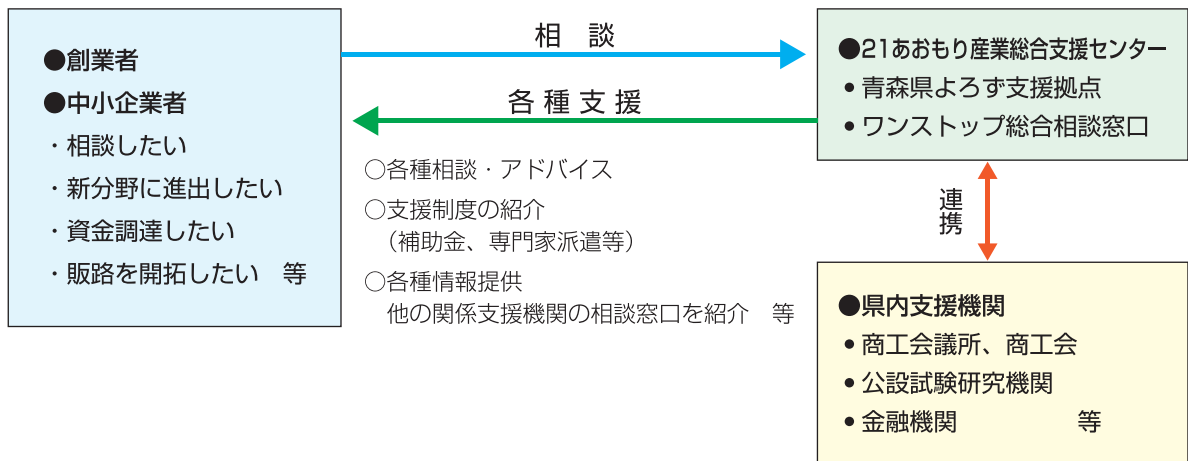 ●創業者
●中小企業者
・相談したい
・新分野に進出したい
・資金調達したい
・販路を開拓したい　等
相　談
各種支援
○各種相談・アドバイス
○支援制度の紹介
（補助金、専門家派遣等）
○各種情報提供
他の関係支援機関の相談窓口を紹介　等
●21あおもり産業総合支援センター
•青森県よろず支援拠点
•ワンストップ総合相談窓口
連携
●県内支援機関
•商工会議所、商工会
•公設試験研究機関
•金融機関　　　　　等